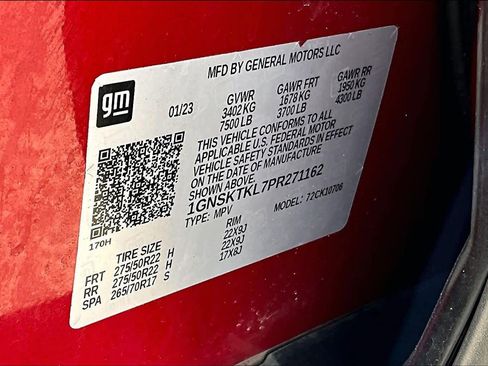 MFD BY GENERAL MOTORS LLC
gm
01/23
GVWR GAWR FRT GAWR RR
3402 KG 1678 KG 1950 KG
7500 LB 3700 LB 4300 LB
THIS VEHICLE CONFORMS TO ALL
APPLICABLE U.S. FEDERAL MOTOR
VEHICLE SAFETY STANDARDS IN EFFECT
ON THE DATE OF MANUFACTURE
SHOWN ABOVE.
1GNSKTKL7PR271162
TYPE: MPV MODEL: 72CK10706
170H
TIRE SIZE RIM
FRT 275/50R22 H 22X9J
RR 275/50R22 H 22X9J
SPA 265/70R17 S 17X8J